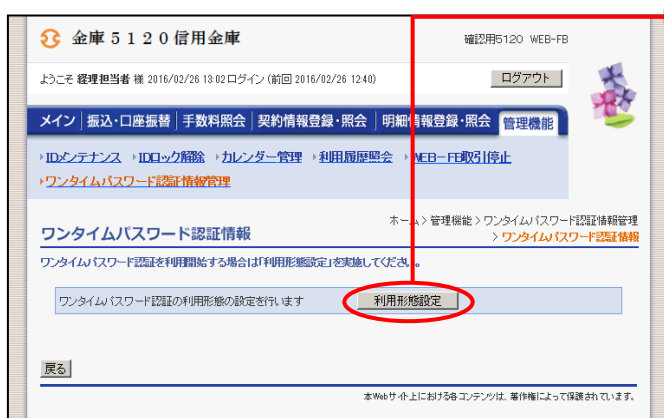 金庫５１２０信用金庫
確認用5120 WEB-FB
ようこそ 経理担当者 様 2016/02/26 18:02ログイン (前回 2016/02/26 12:40)
ログアウト
メイン 振込・口座振替 手数料照会 契約情報登録・照会 明細情報登録・照会 管理機能
IDメンテナンス IDロック解除 カレンダー管理 利用履歴照会 WEB－FB取引停止
ワンタイムパスワード認証情報管理
ホーム > 管理機能 > ワンタイムパスワード認証情報管理
> ワンタイムパスワード認証情報
ワンタイムパスワード認証情報
ワンタイムパスワード認証を利用開始する場合は「利用形態設定」を実施してください。
ワンタイムパスワード認証の利用形態の設定を行います 利用形態設定
戻る
本Webサイト上における各コンテンツは、著作権によって保護されています。